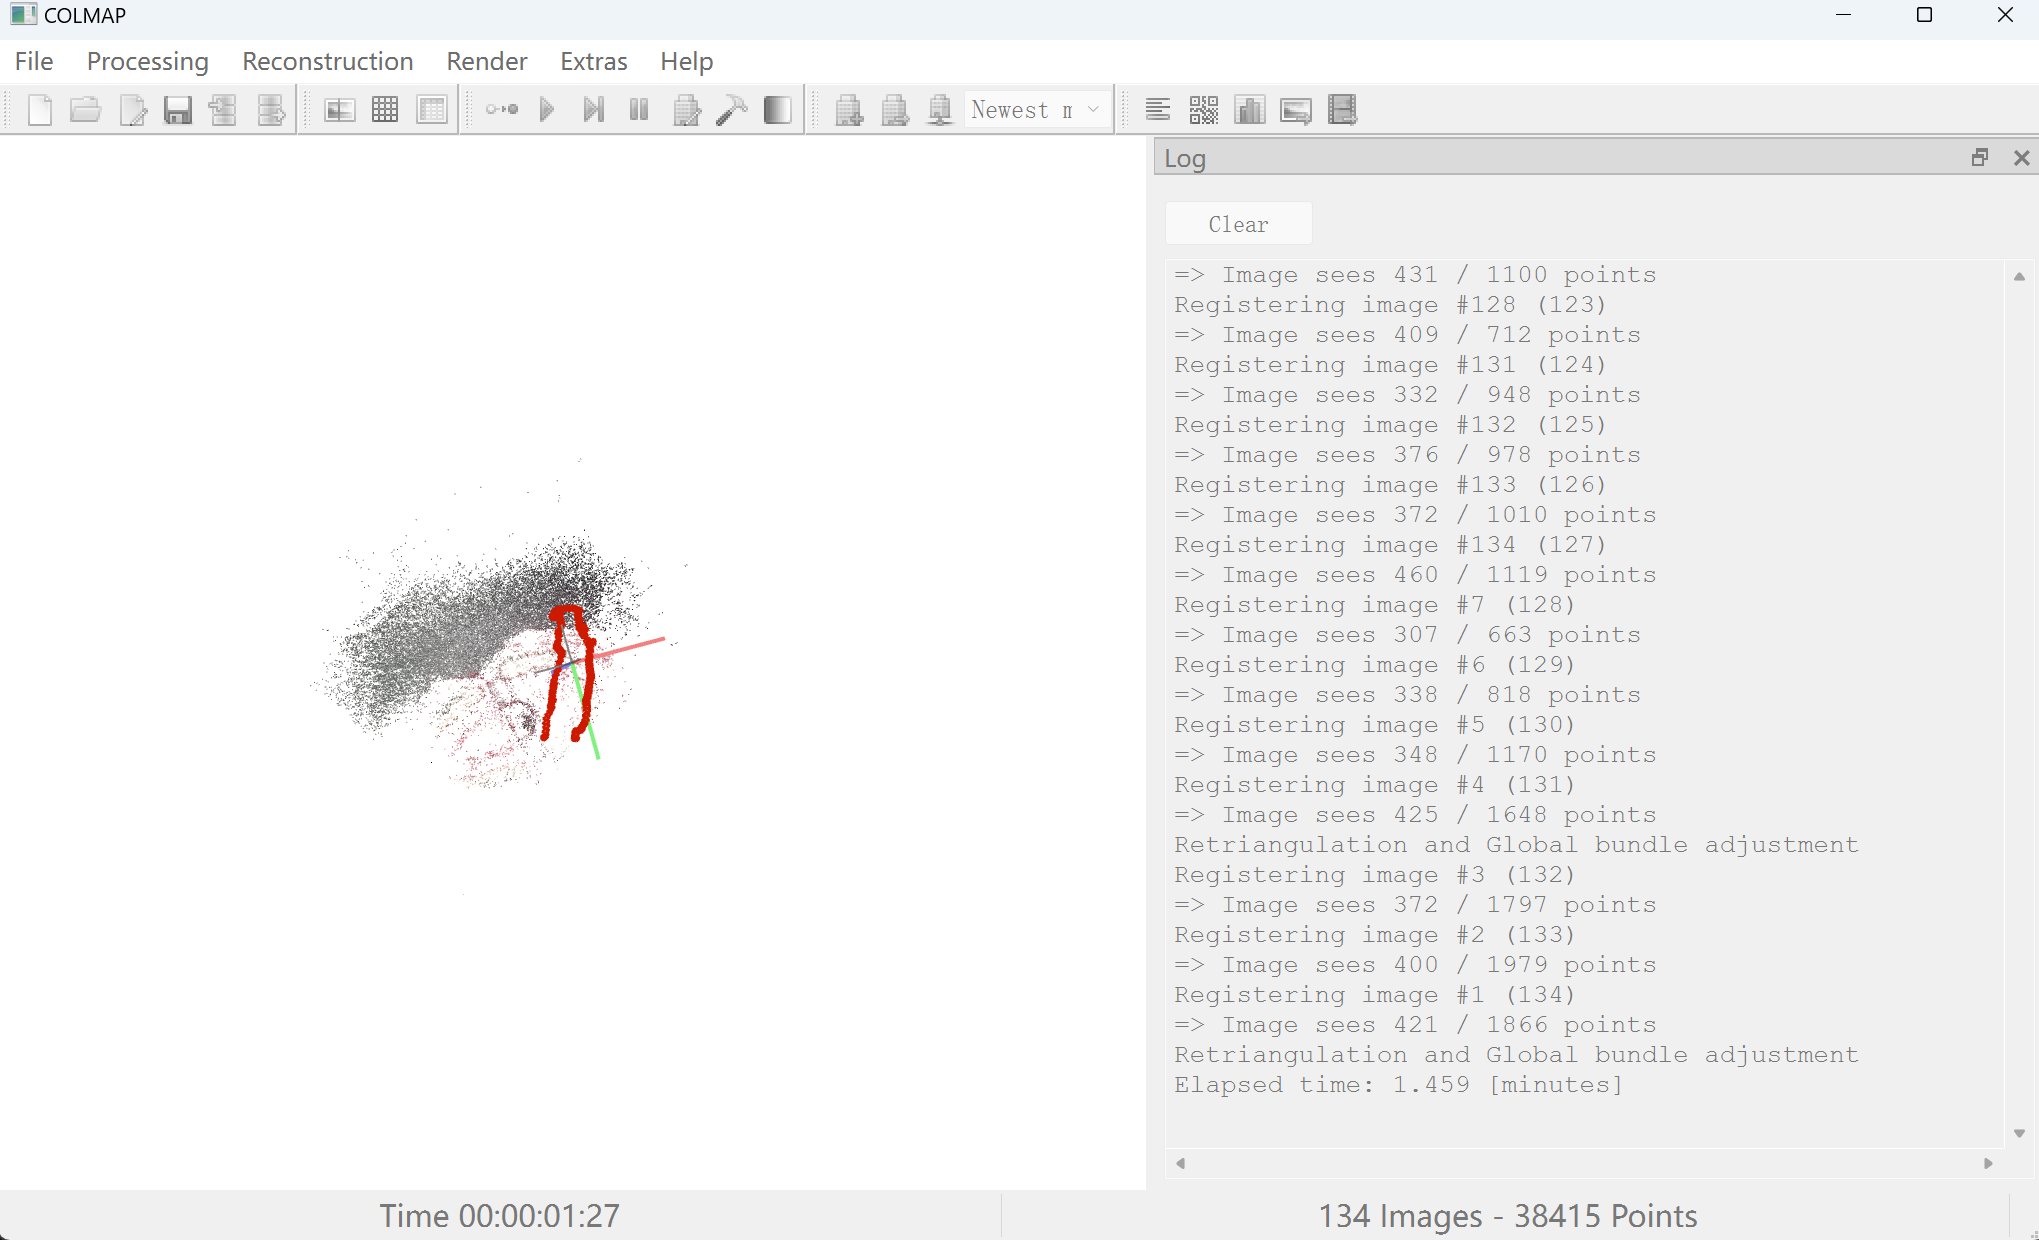 COLMAP
File Processing Reconstruction Render Extras Help
Newest m
Log
Clear
=> Image sees 431 / 1100 points
Registering image #128 (123)
=> Image sees 409 / 712 points
Registering image #131 (124)
=> Image sees 332 / 948 points
Registering image #132 (125)
=> Image sees 376 / 978 points
Registering image #133 (126)
=> Image sees 372 / 1010 points
Registering image #134 (127)
=> Image sees 460 / 1119 points
Registering image #7 (128)
=> Image sees 307 / 663 points
Registering image #6 (129)
=> Image sees 338 / 818 points
Registering image #5 (130)
=> Image sees 348 / 1170 points
Registering image #4 (131)
=> Image sees 425 / 1648 points
Retriangulation and Global bundle adjustment
Registering image #3 (132)
=> Image sees 372 / 1797 points
Registering image #2 (133)
=> Image sees 400 / 1979 points
Registering image #1 (134)
=> Image sees 421 / 1866 points
Retriangulation and Global bundle adjustment
Elapsed time: 1.459 [minutes]
Time 00:00:01:27
134 Images - 38415 Points